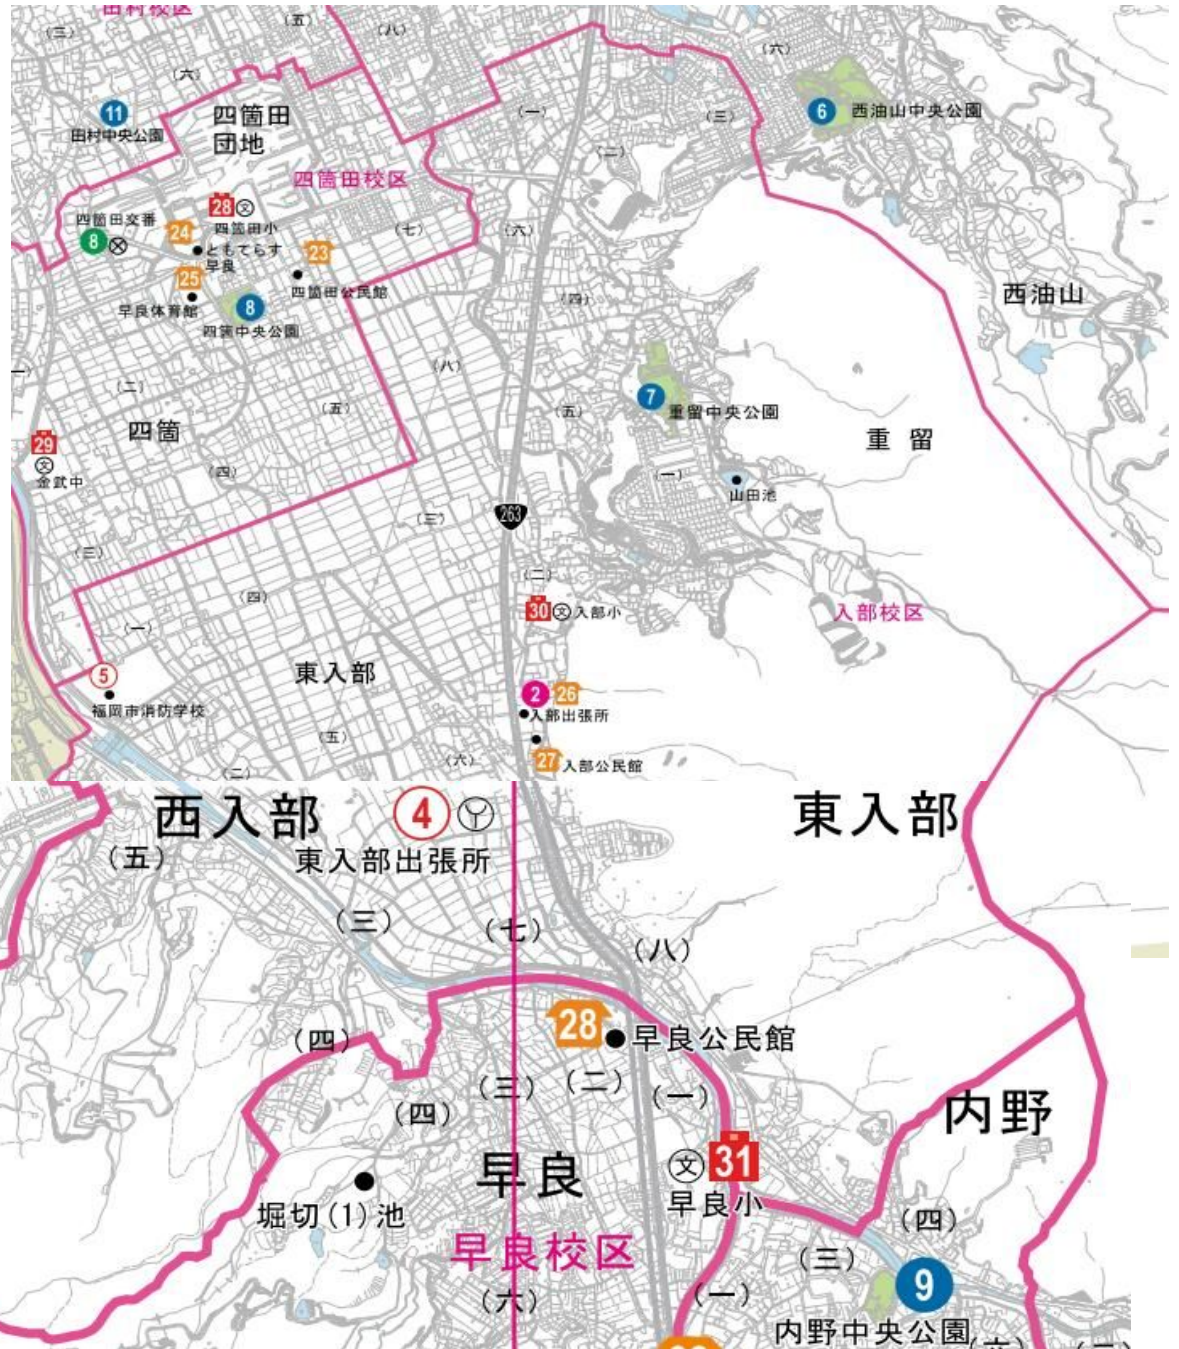 田村校区
(五)
(三)
(八)
(六)
(六)
11
田村中央公園
四箇田
団地
(一)
(三)
6
西油山中央公園
(二)
四箇田校区
28
文
四箇田小
四箇田交番
8
24
ともてらす
早良
23
(七)
(六)
25
四箇田公民館
早良体育館
8
四箇中央公園
(四)
西油山
(一)
(二)
(八)
(五)
(五)
7
重留中央公園
四箇
重留
29
文
金武中
(四)
(一)
山田池
263
(三)
(三)
(二)
(四)
30
文
入部小
入部校区
(一)
5
福岡市消防学校
東入部
2
26
入部出張所
(五)
(六)
27
入部公民館
(二)
西入部
4
東入部
(五)
東入部出張所
(三)
(七)
(八)
28
早良公民館
(四)
(三)
(二)
(一)
(四)
内野
早良
文
31
早良小
堀切(1)池
早良校区
(四)
(三)
9
(六)
(一)
内野中央公園